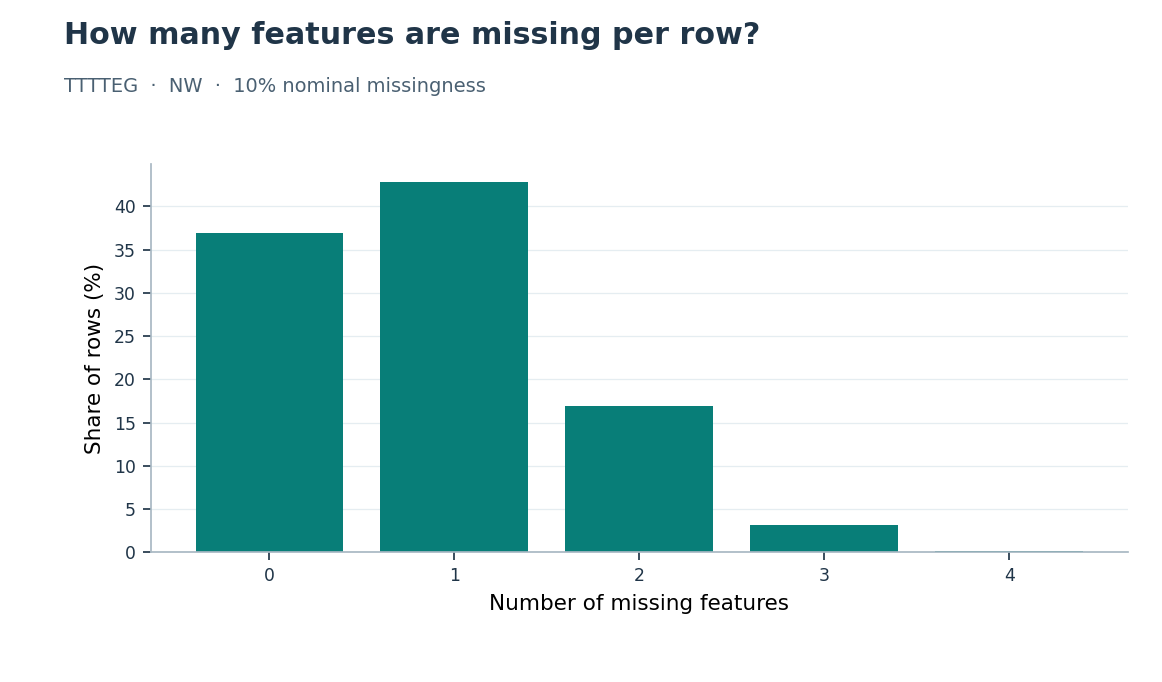 How many features are missing per row?
TTTTEG · NW · 10% nominal missingness
Share of rows (%)
40
35
30
25
20
15
10
5
0
0 1 2 3 4
Number of missing features